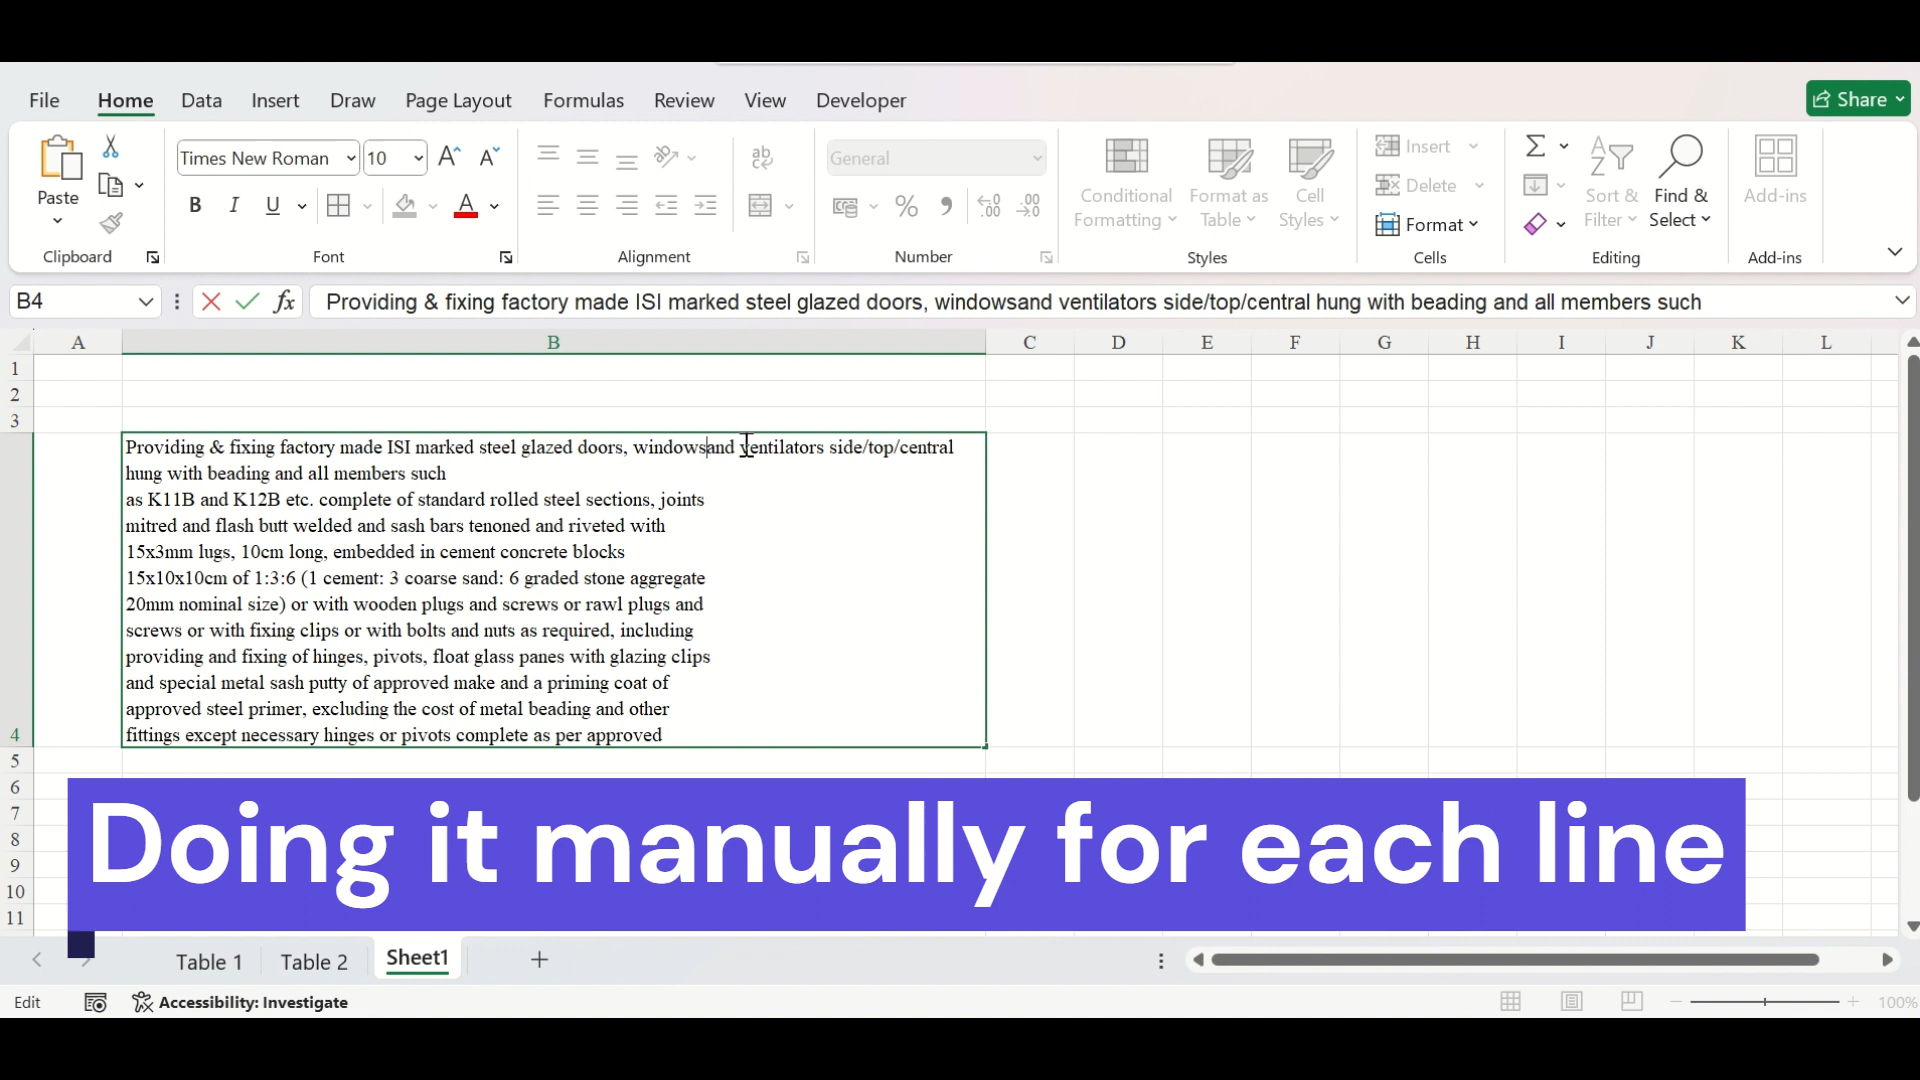 File Home Data Insert Draw Page Layout Formulas Review View Developer Share
Paste
Clipboard
Times New Roman 10
B I U A
Font
ab
Alignment
General
% , .00
Number
Conditional Formatting
Format as Table
Cell Styles
Styles
Insert
Delete
Format
Cells
Sort & Filter
Find & Select
Editing
Add-ins
Add-ins
B4 fx Providing & fixing factory made ISI marked steel glazed doors, windowsand ventilators side/top/central hung with beading and all members such
A B C D E F G H I J K L
1
2
3
Providing & fixing factory made ISI marked steel glazed doors, windowsand ventilators side/top/central
hung with beading and all members such
as K11B and K12B etc. complete of standard rolled steel sections, joints
mitred and flash butt welded and sash bars tenoned and riveted with
15x3mm lugs, 10cm long, embedded in cement concrete blocks
15x10x10cm of 1:3:6 (1 cement: 3 coarse sand: 6 graded stone aggregate
20mm nominal size) or with wooden plugs and screws or rawl plugs and
screws or with fixing clips or with bolts and nuts as required, including
providing and fixing of hinges, pivots, float glass panes with glazing clips
and special metal sash putty of approved make and a priming coat of
approved steel primer, excluding the cost of metal beading and other
4 fittings except necessary hinges or pivots complete as per approved
5
6
7
8
9
10
11
Doing it manually for each line
Table 1 Table 2 Sheet1
Edit Accessibility: Investigate 100%